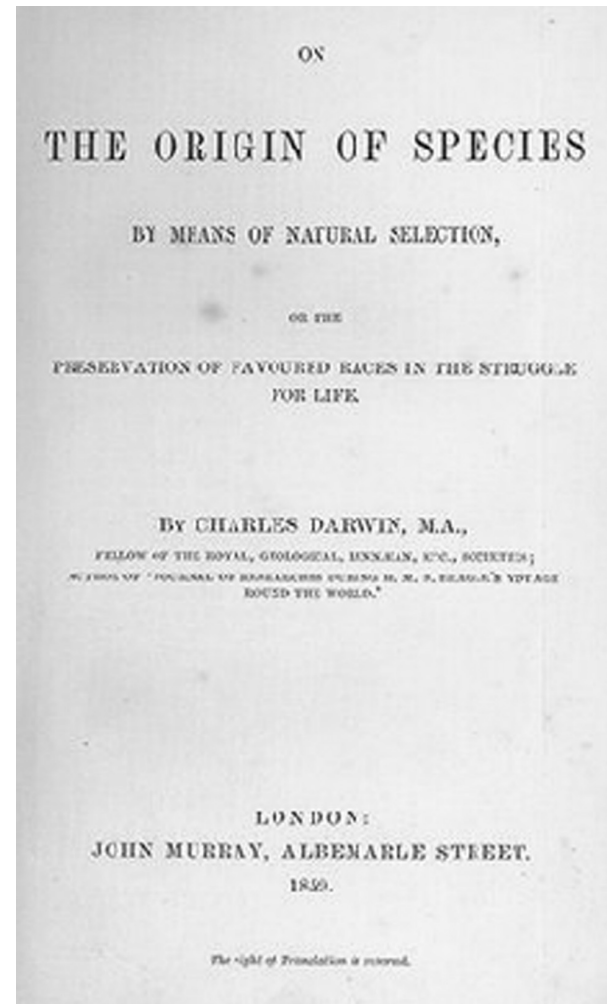 ON
THE ORIGIN OF SPECIES
BY MEANS OF NATURAL SELECTION,
OR THE
PRESERVATION OF FAVOURED RACES IN THE STRUGGLE
FOR LIFE.
BY CHARLES DARWIN, M.A.,
FELLOW OF THE ROYAL, GEOLOGICAL, LINNÆAN, ETC., SOCIETIES;
AUTHOR OF 'JOURNAL OF RESEARCHES DURING H. M. S. BEAGLE'S VOYAGE
ROUND THE WORLD.'
LONDON:
JOHN MURRAY, ALBEMARLE STREET.
1859.
The right of Translation is reserved.